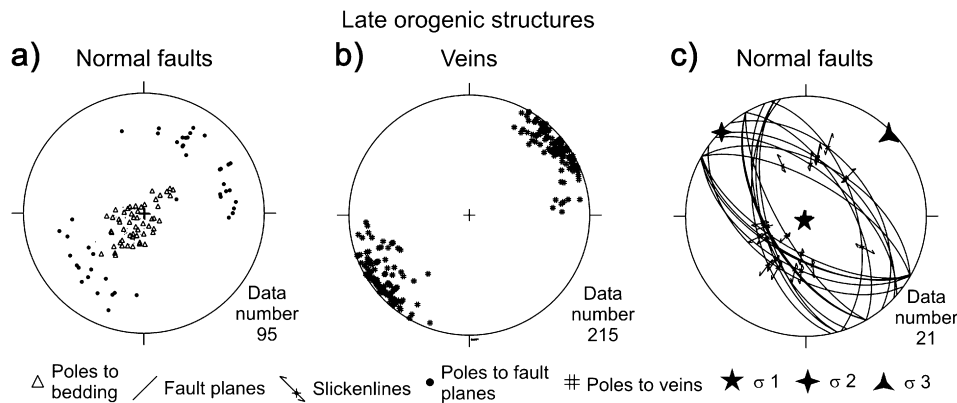 Late orogenic structures
a) Normal faults
b) Veins
c) Normal faults
Data
number
95
Data
number
215
Data
number
21
Poles to
bedding
Fault planes
Slickenlines
Poles to fault
planes
Poles to veins
σ 1
σ 2
σ 3